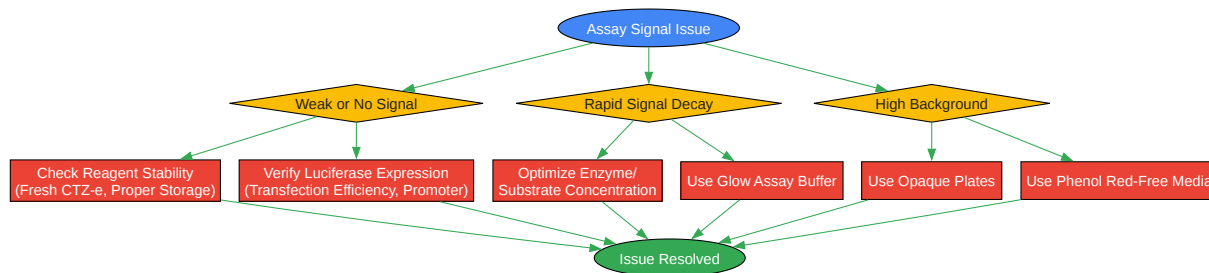 Assay Signal Issue
Weak or No Signal
Rapid Signal Decay
High Background
Check Reagent Stability
(Fresh CTZ-e, Proper Storage)
Verify Luciferase Expression
(Transfection Efficiency, Promoter)
Optimize Enzyme/
Substrate Concentration
Use Glow Assay Buffer
Use Opaque Plates
Use Phenol Red-Free Media
Issue Resolved